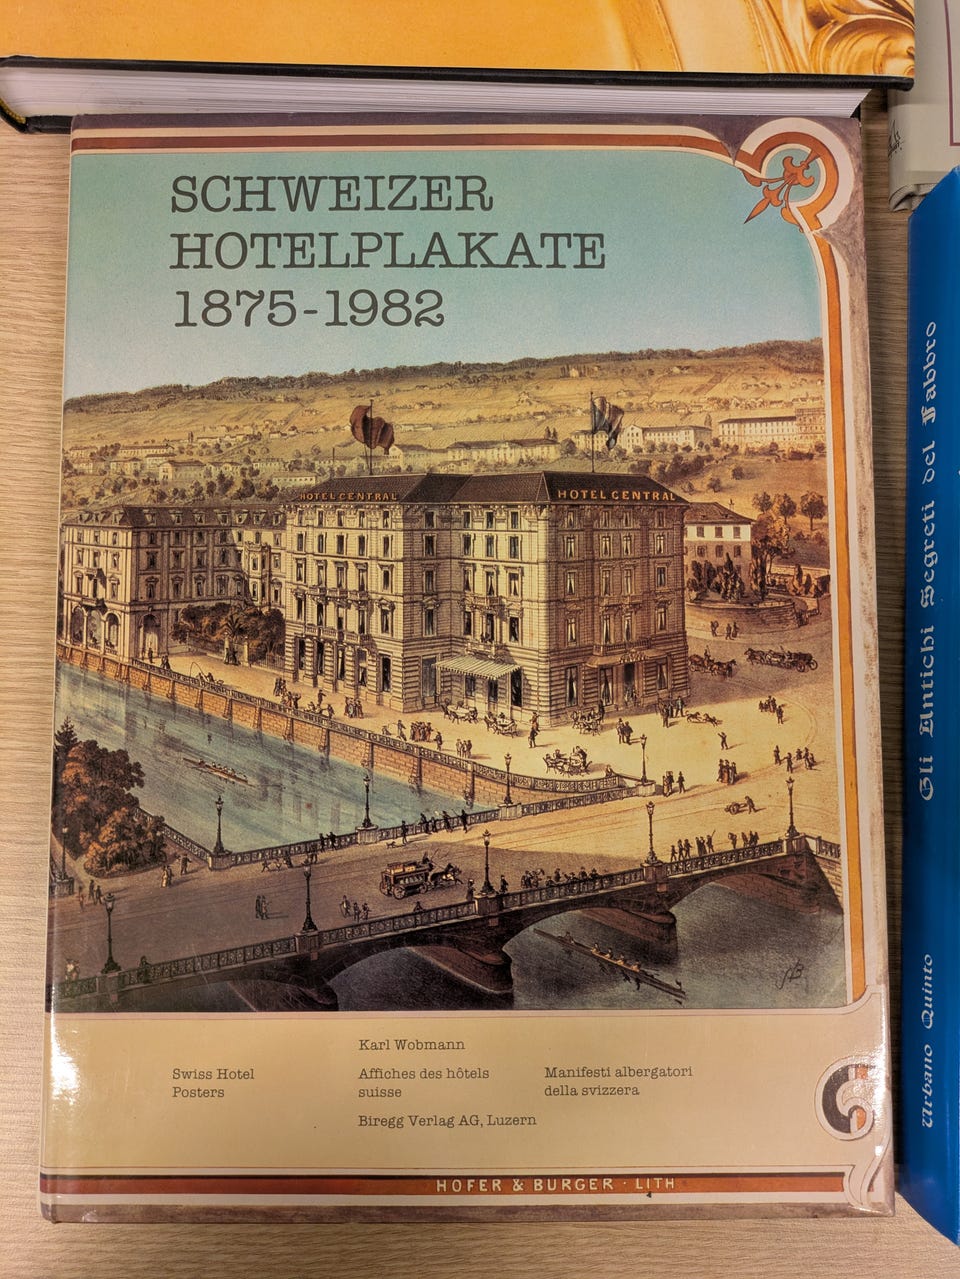 SCHWEIZER
HOTELPLAKATE
1875-1982
HOTEL CENTRAL
HOTEL CENTRAL
AB
Karl Wobmann
Swiss Hotel
Posters
Affiches des hôtels
suisse
Manifesti albergatori
della svizzera
Biregg Verlag AG, Luzern
HOFER & BURGER · LITH
Gli Antichi Segreti del Fabbro
Urbano Quinto